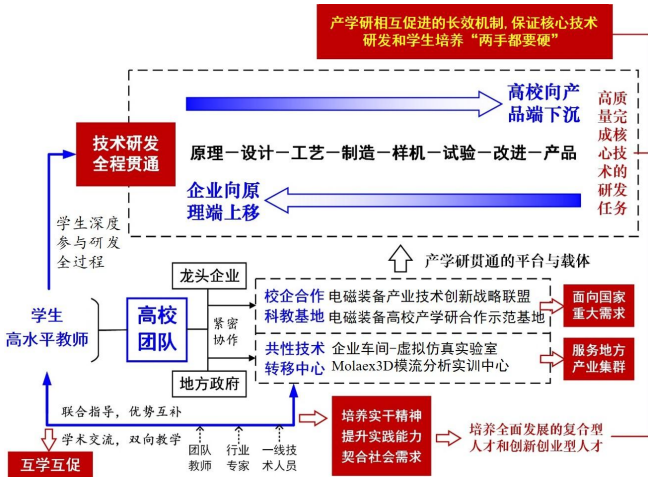 产学研相互促进的长效机制,保证核心技术
研发和学生培养“两手都要硬”
高校向产
品端下沉
技术研发
全程贯通
原理—设计—工艺—制造—样机—试验—改进—产品
企业向原
理端上移
高质
量完
成核
心技
术的
研发
任务
学生深度
参与研发
全过程
产学研贯通的平台与载体
龙头企业
学生
高水平教师
高校
团队
紧密
协作
地方政府
校企合作
科教基地
电磁装备产业技术创新战略联盟
电磁装备高校产学研合作示范基地
面向国家
重大需求
共性技术
转移中心
企业车间-虚拟仿真实验室
Molaex3D模流分析实训中心
服务地方
产业集群
联合指导，优势互补
学术交流，双向教学
互学互促
团队
教师
行业
专家
一线技
术人员
培养实干精神
提升实践能力
契合社会需求
培养全面发展的复合型
人才和创新创业型人才